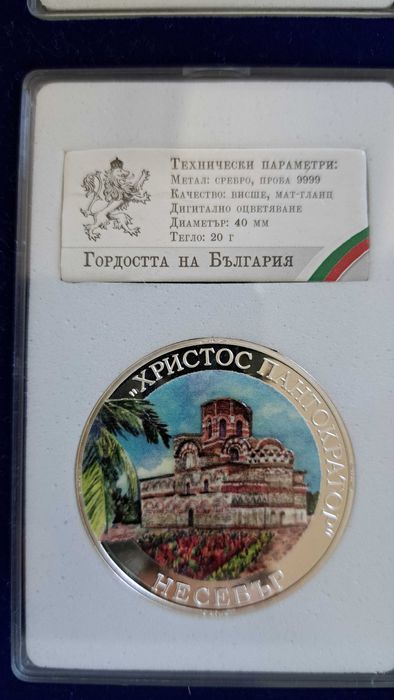 Технически параметри:
Метал: сребро, проба 9999
Качество: висше, мат-гланц
Дигитално оцветяване
Диаметър: 40 мм
Тегло: 20 г
Гордостта на България
„ХРИСТОС ПАНТОКРАТОР“
НЕСЕБЪР